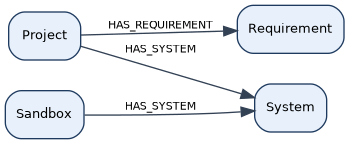 Project
HAS_REQUIREMENT
Requirement
HAS_SYSTEM
Sandbox
HAS_SYSTEM
System